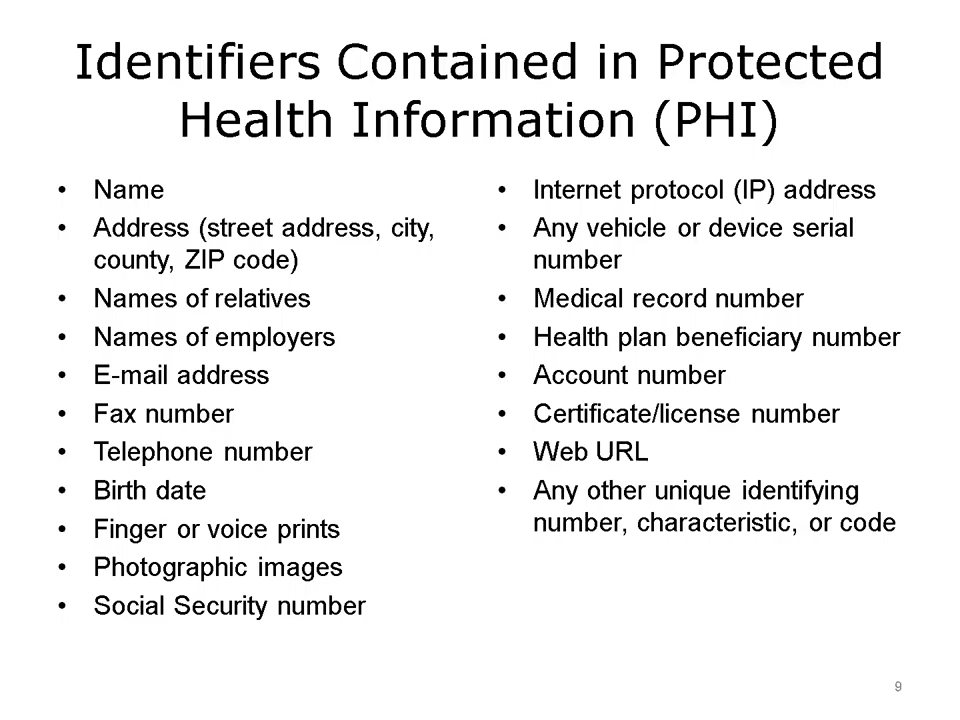 Identifiers Contained in Protected
Health Information (PHI)
• Name
• Address (street address, city,
county, ZIP code)
• Names of relatives
• Names of employers
• E-mail address
• Fax number
• Telephone number
• Birth date
• Finger or voice prints
• Photographic images
• Social Security number
• Internet protocol (IP) address
• Any vehicle or device serial
number
• Medical record number
• Health plan beneficiary number
• Account number
• Certificate/license number
• Web URL
• Any other unique identifying
number, characteristic, or code
9